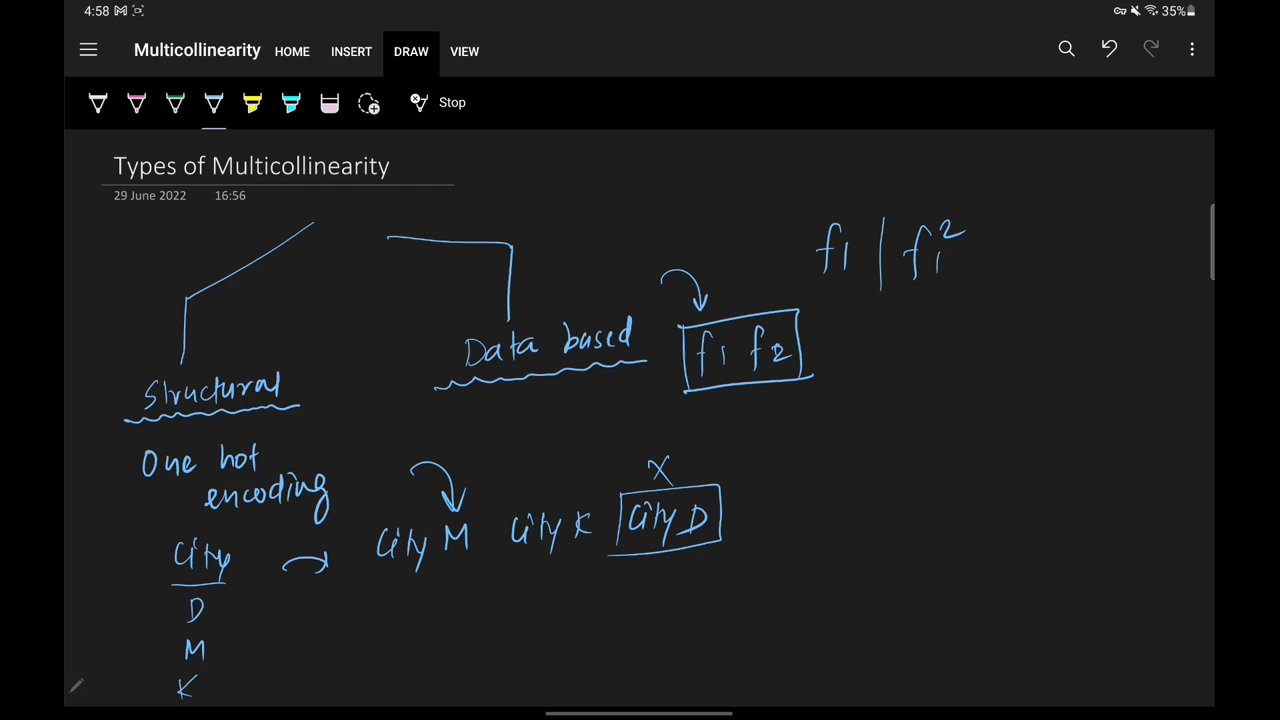 4:58
35%
Multicollinearity HOME INSERT DRAW VIEW
Stop
Types of Multicollinearity
29 June 2022 16:56
f1 | f1²
Data based f1 f2
Structural
One hot
encoding
X
City → City M City K City D
D
M
K